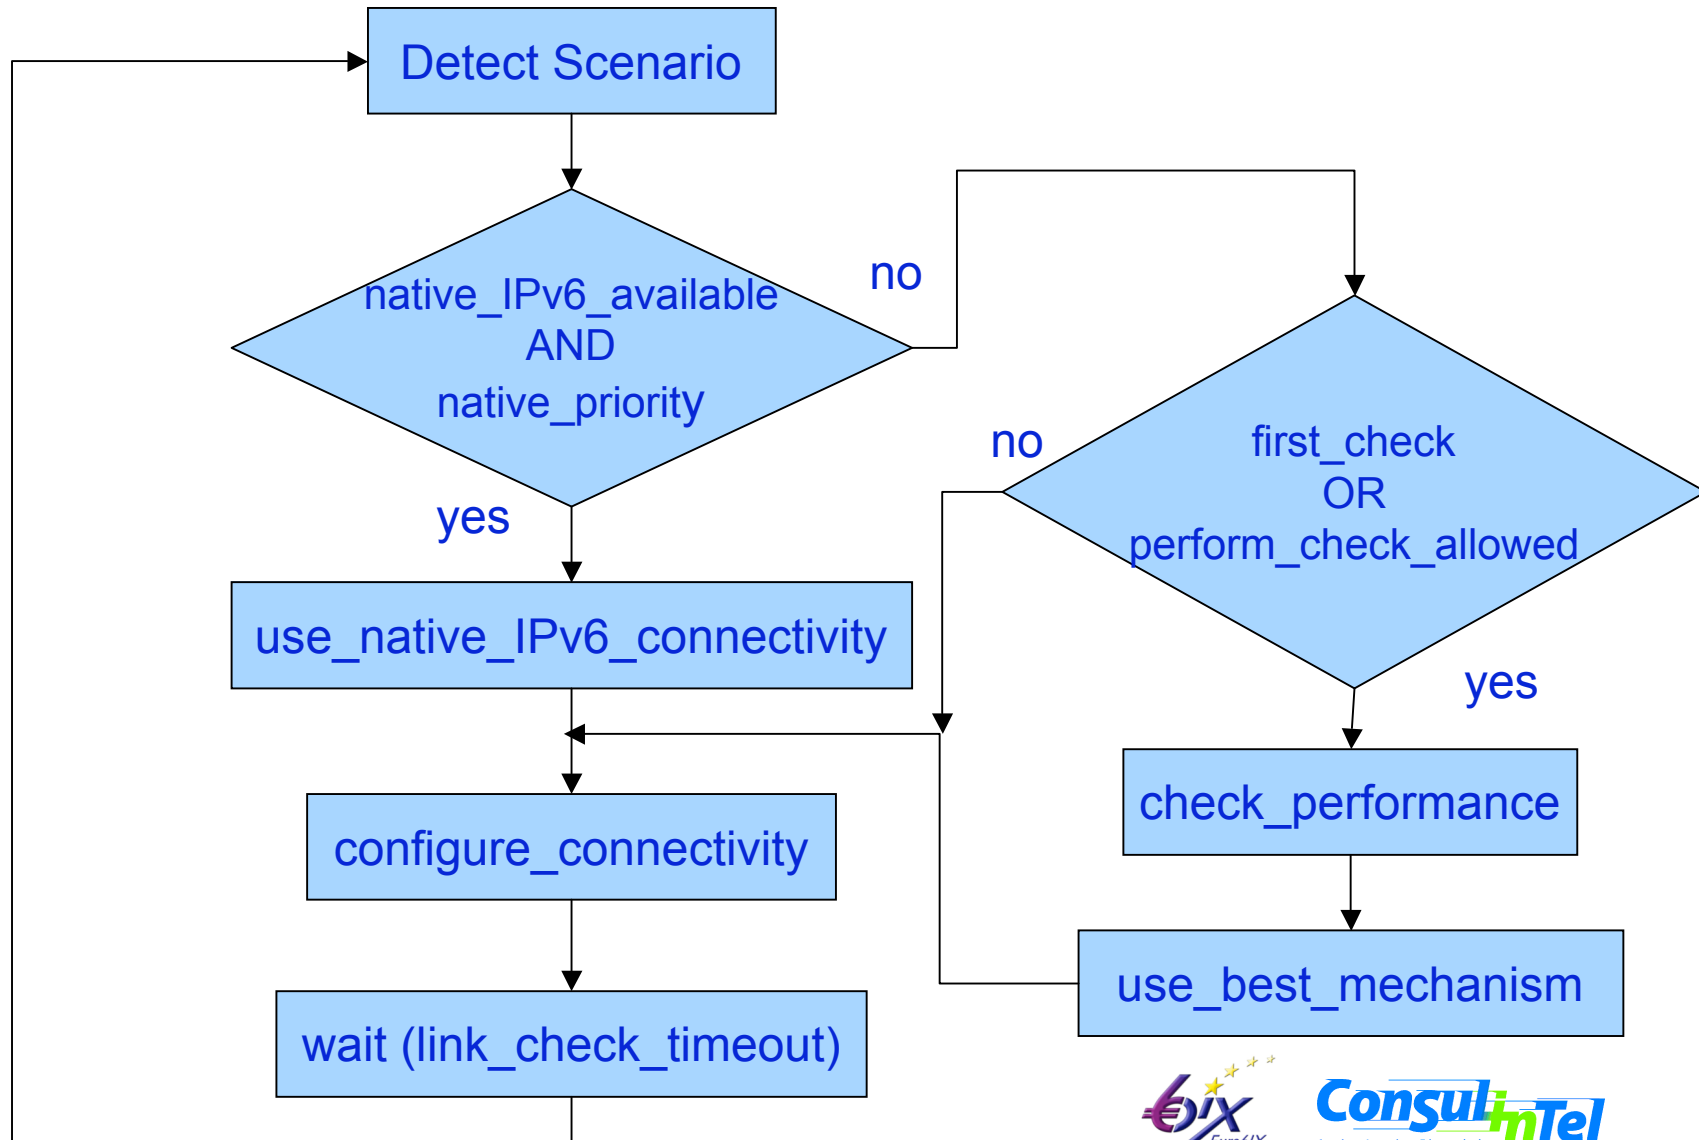 Detect Scenario
native_IPv6_available
AND
native_priority
no
yes
no
first_check
OR
perform_check_allowed
yes
use_native_IPv6_connectivity
check_performance
configure_connectivity
use_best_mechanism
wait (link_check_timeout)
6IX
ConsulinTel